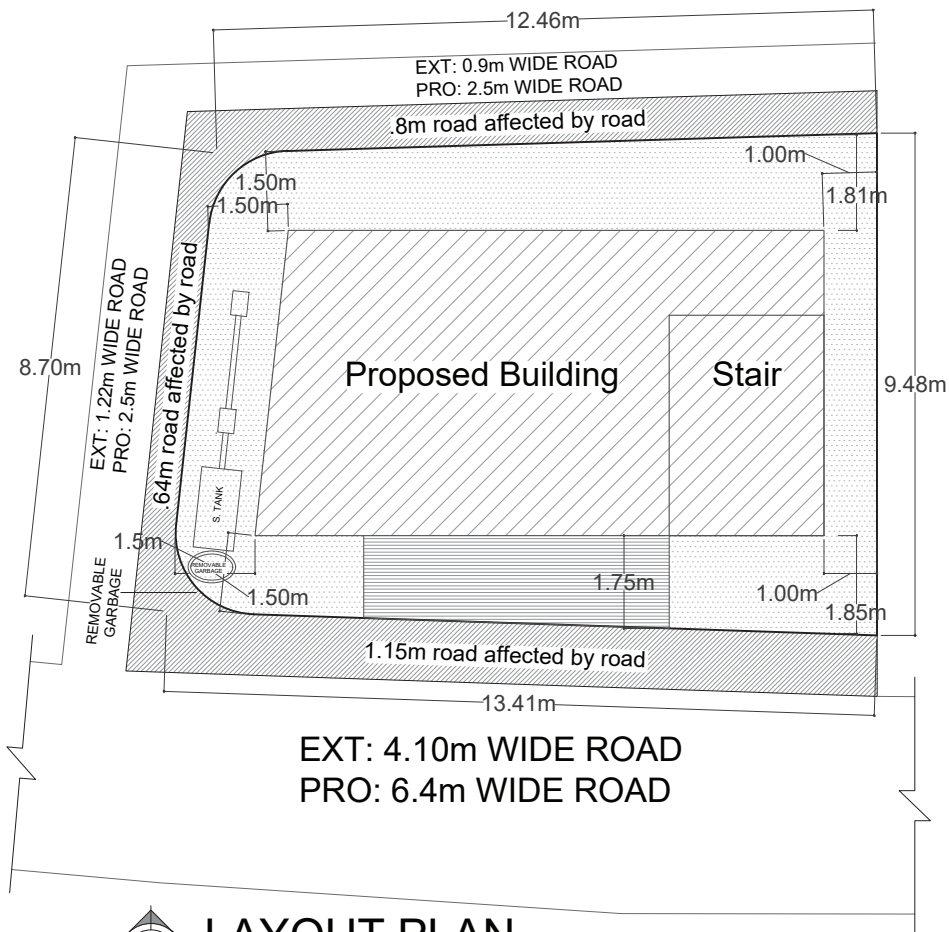 12.46m
EXT: 0.9m WIDE ROAD
PRO: 2.5m WIDE ROAD
.8m road affected by road
1.00m
1.50m
1.81m
1.50m
EXT: 1.22m WIDE ROAD
PRO: 2.5m WIDE ROAD
.64m road affected by road
8.70m
Proposed Building
Stair
9.48m
S. TANK
1.5m
REMOVABLE
GARBAGE
REMOVABLE
GARBAGE
1.50m
1.75m
1.00m
1.85m
1.15m road affected by road
13.41m
EXT: 4.10m WIDE ROAD
PRO: 6.4m WIDE ROAD
LAYOUT PLAN